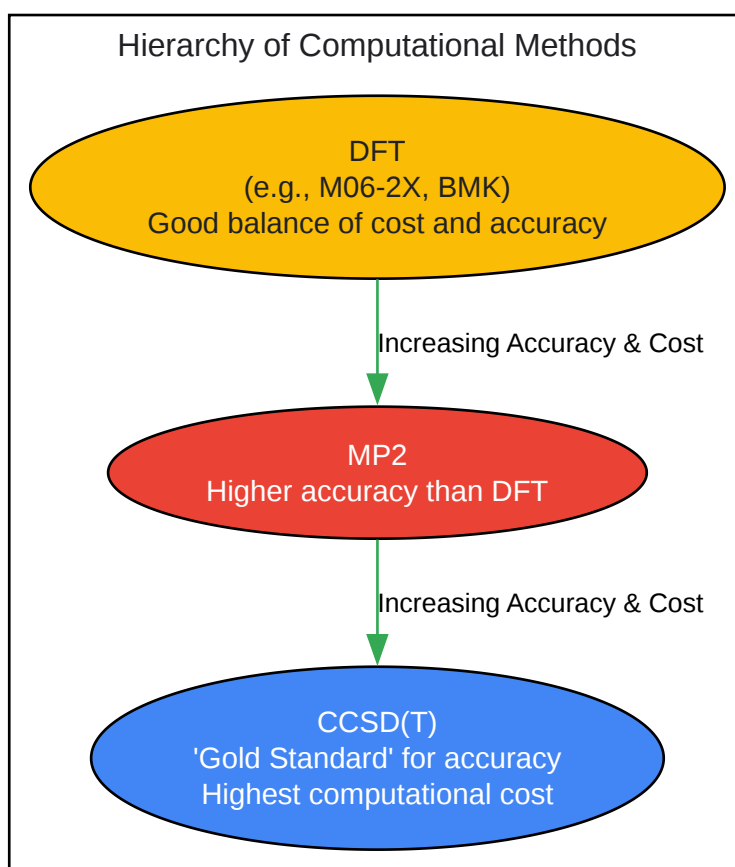 Hierarchy of Computational Methods
DFT
(e.g., M06-2X, BMK)
Good balance of cost and accuracy
Increasing Accuracy & Cost
MP2
Higher accuracy than DFT
Increasing Accuracy & Cost
CCSD(T)
'Gold Standard' for accuracy
Highest computational cost